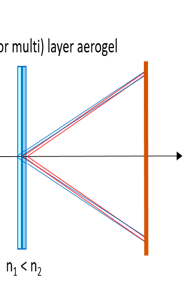 or multi) layer aerogel
n₁ < n₂